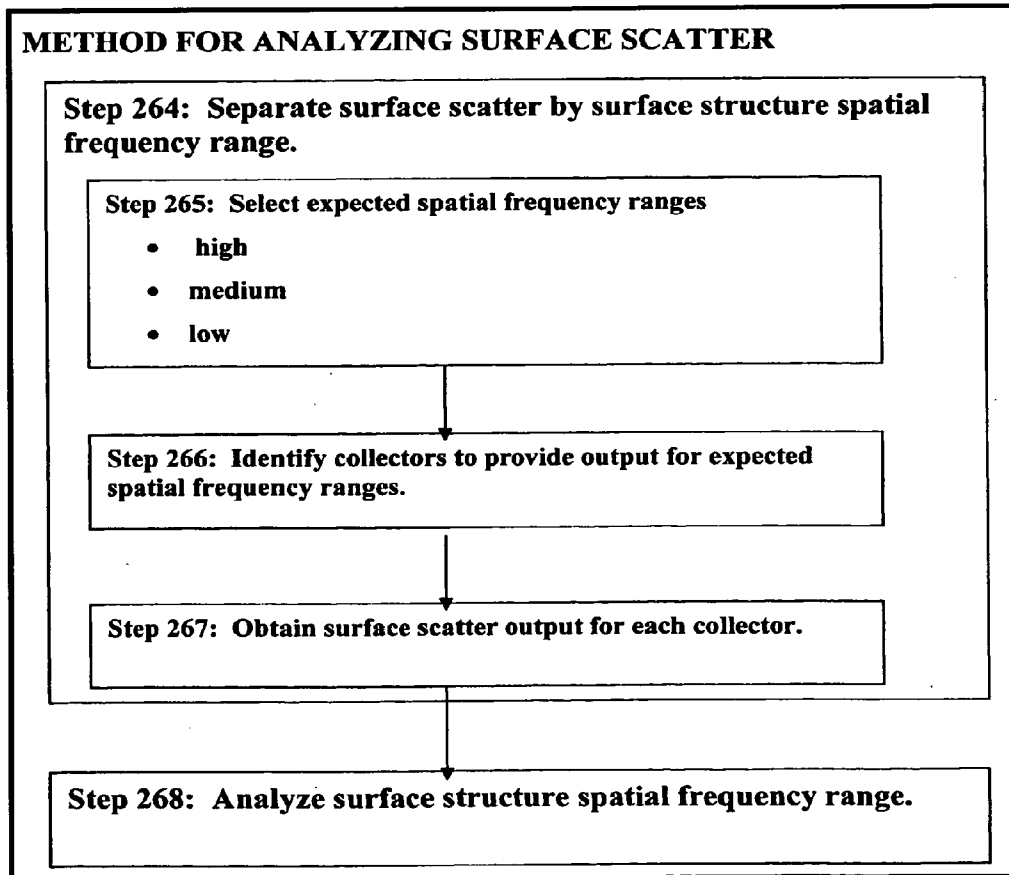 METHOD FOR ANALYZING SURFACE SCATTER
Step 264: Separate surface scatter by surface structure spatial
frequency range.
Step 265: Select expected spatial frequency ranges
• high
• medium
• low
Step 266: Identify collectors to provide output for expected
spatial frequency ranges.
Step 267: Obtain surface scatter output for each collector.
Step 268: Analyze surface structure spatial frequency range.